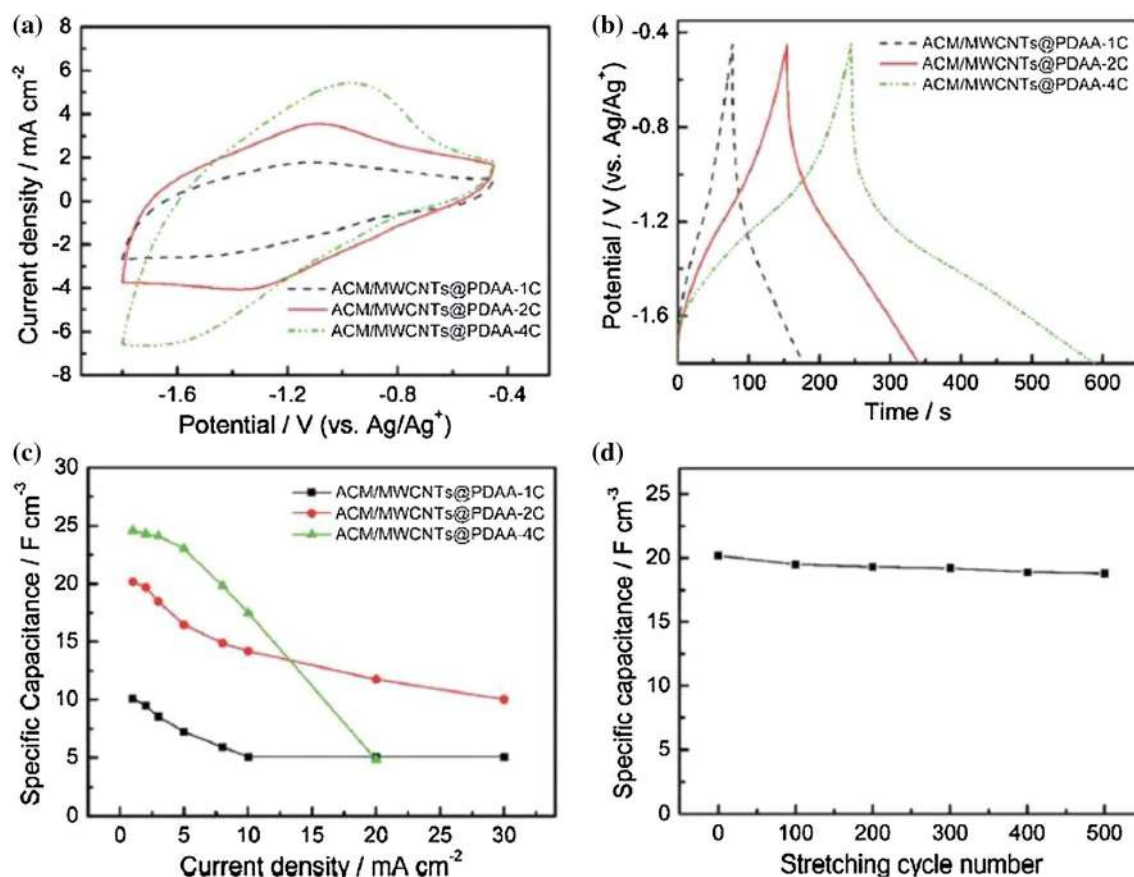 (a)
8
6
4
2
0
-2
-4
-6
-8
Current density / mA cm⁻²
ACM/MWCNTs@PDAA-1C
ACM/MWCNTs@PDAA-2C
ACM/MWCNTs@PDAA-4C
-1.6 -1.2 -0.8 -0.4
Potential / V (vs. Ag/Ag⁺)
(b)
-0.4
-0.8
-1.2
-1.6
Potential / V (vs. Ag/Ag⁺)
ACM/MWCNTs@PDAA-1C
ACM/MWCNTs@PDAA-2C
ACM/MWCNTs@PDAA-4C
0 100 200 300 400 500 600
Time / s
(c)
30
25
20
15
10
5
0
Specific Capacitance / F cm⁻³
ACM/MWCNTs@PDAA-1C
ACM/MWCNTs@PDAA-2C
ACM/MWCNTs@PDAA-4C
0 5 10 15 20 25 30
Current density / mA cm⁻²
(d)
25
20
15
10
5
0
Specific capacitance / F cm⁻³
0 100 200 300 400 500
Stretching cycle number